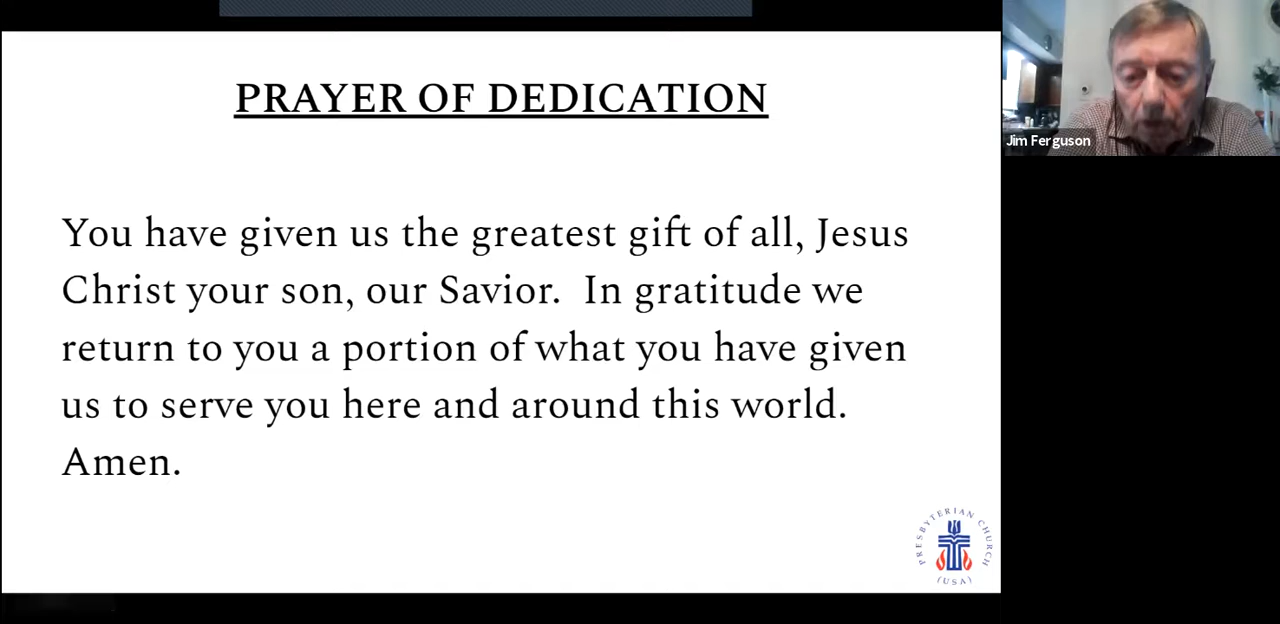 PRAYER OF DEDICATION
You have given us the greatest gift of all, Jesus
Christ your son, our Savior.  In gratitude we
return to you a portion of what you have given
us to serve you here and around this world.
Amen.
PRESBYTERIAN CHURCH
(USA)
Jim Ferguson